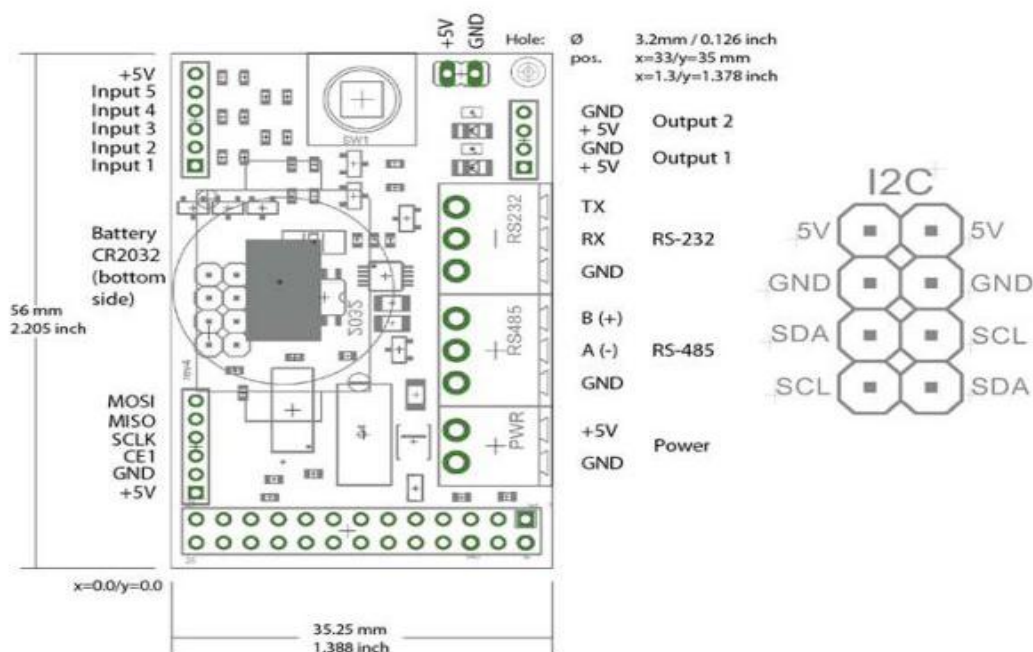 +5V
GND
Hole: Ø 3.2mm / 0.126 inch
pos. x=33/y=35 mm
x=1.3/y=1.378 inch
+5V
Input 5
Input 4
Input 3
Input 2
Input 1
SW1
GND
+ 5V
Output 2
GND
+ 5V
Output 1
Battery
CR2032
(bottom
side)
2032
RS232
TX
RX
GND
RS-232
RS485
B (+)
A (-)
GND
RS-485
PWR
+5V
GND
Power
56 mm
2.205 inch
MOSI
MISO
SCLK
CE1
GND
+5V
x=0.0/y=0.0
35.25 mm
1.388 inch
I2C
5V 5V
GND GND
SDA SCL
SCL SDA